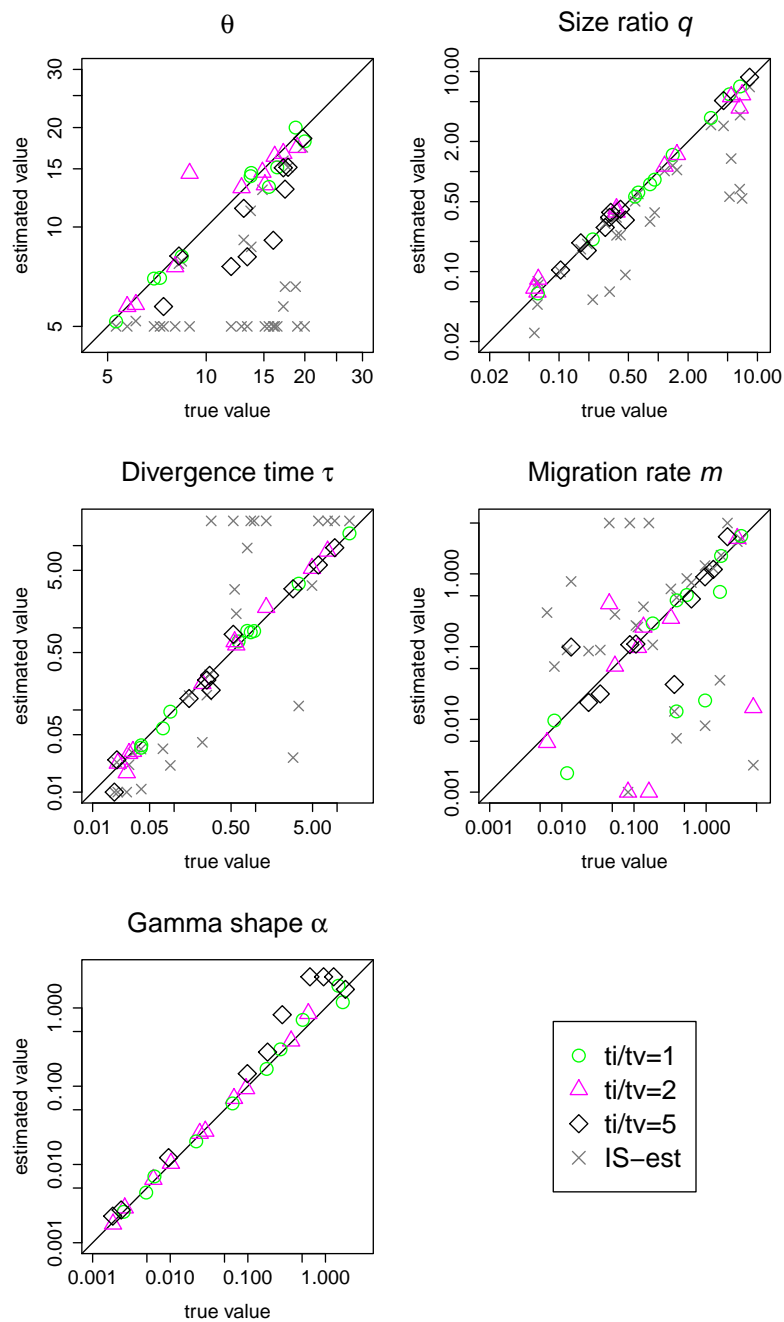 θ
30
20
15
10
5
estimated value
5 10 15 20 30
true value
Size ratio q
10.00
2.00
0.50
0.10
0.02
estimated value
0.02 0.10 0.50 2.00 10.00
true value
Divergence time τ
5.00
0.50
0.05
0.01
estimated value
0.01 0.05 0.50 5.00
true value
Migration rate m
1.000
0.100
0.010
0.001
estimated value
0.001 0.010 0.100 1.000
true value
Gamma shape α
1.000
0.100
0.010
0.001
estimated value
0.001 0.010 0.100 1.000
true value
ti/tv=1
ti/tv=2
ti/tv=5
IS−est